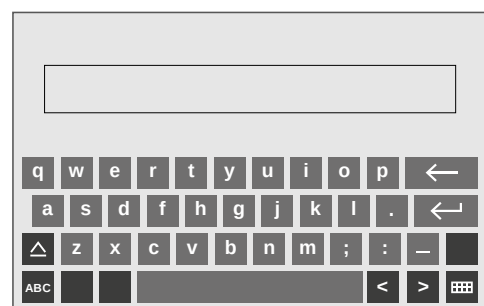 q w e r t y u i o p ←
a s d f h g j k l . ↵
z x c v b n m ; : _
ABC < >